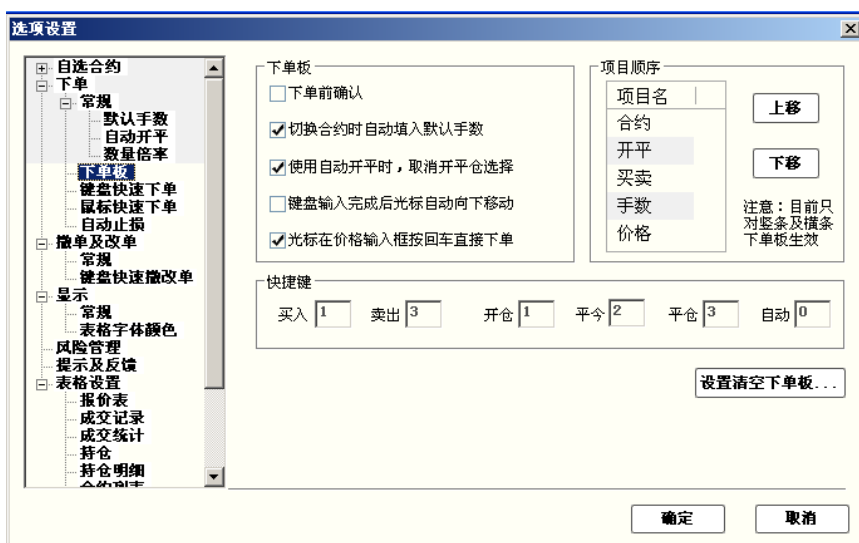 选项设置
自选合约
下单
常规
默认手数
自动开平
数量倍率
下单板
键盘快速下单
鼠标快速下单
自动止损
撤单及改单
常规
键盘快速撤改单
显示
常规
表格字体颜色
风险管理
提示及反馈
表格设置
报价表
成交记录
成交统计
持仓
持仓明细
下单板
下单前确认
切换合约时自动填入默认手数
使用自动开平时，取消开平仓选择
键盘输入完成后光标自动向下移动
光标在价格输入框按回车直接下单
项目顺序
项目名
合约
开平
买卖
手数
价格
上移
下移
注意：目前只
对竖条及横条
下单板生效
快捷键
买入 1 卖出 3 开仓 1 平今 2 平仓 3 自动 0
设置清空下单板...
确定 取消